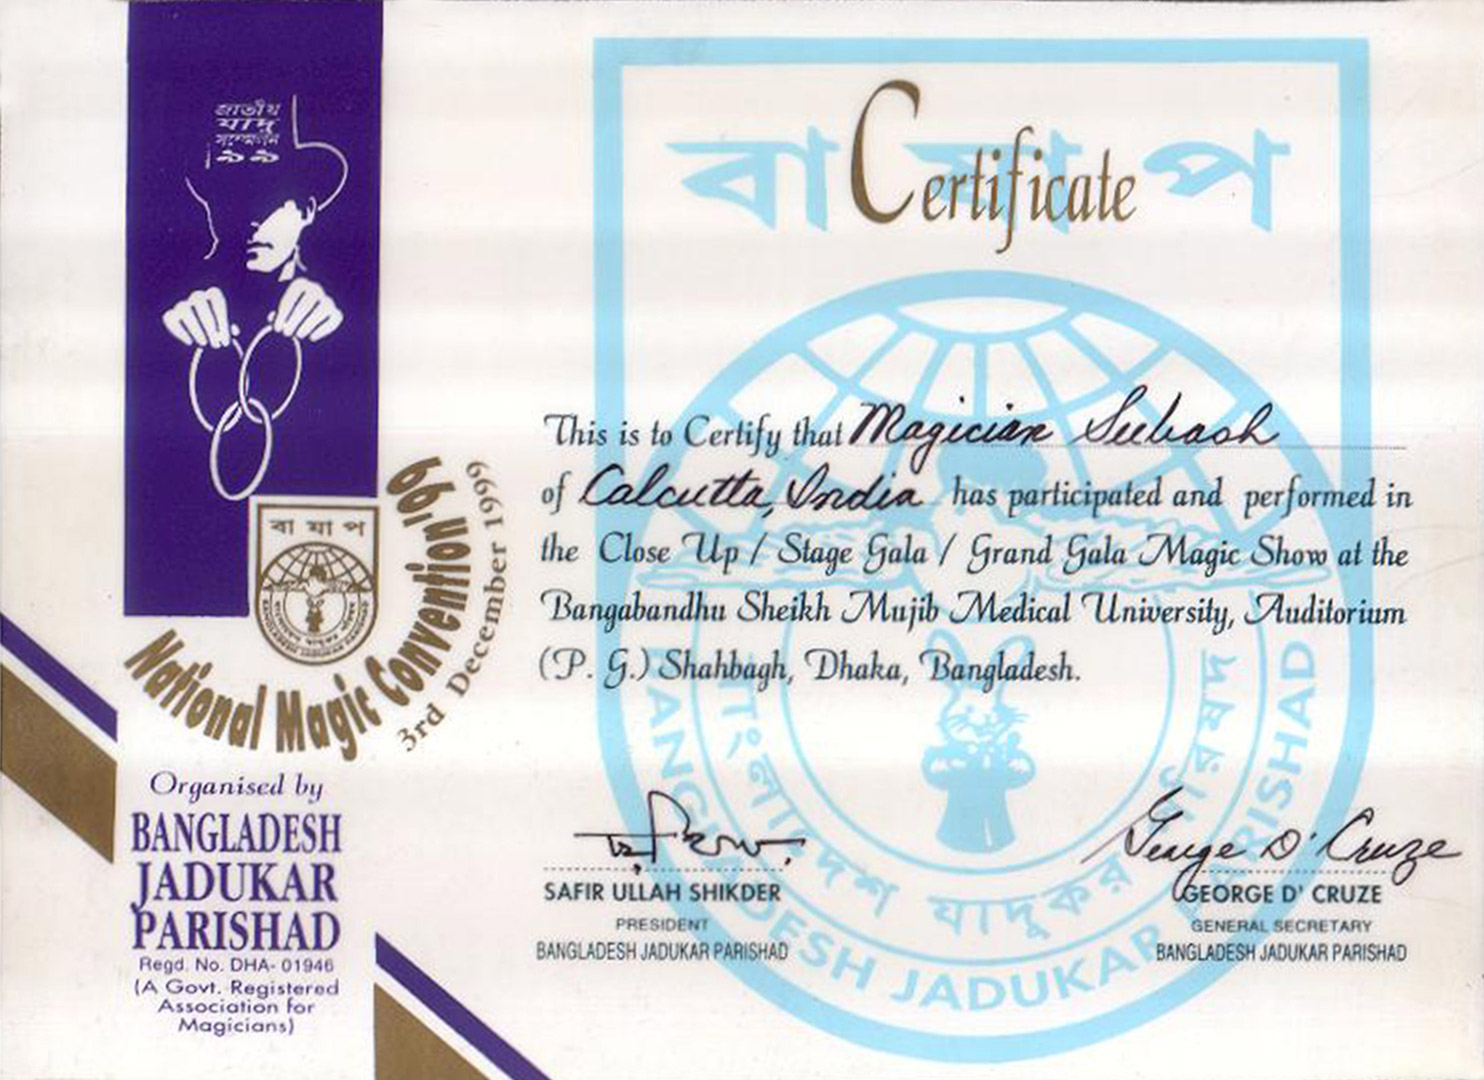 জাতীয়
যাদু
সম্মেলন
৯৯
বা যা প
Certificate
This is to Certify that Magician Subash
of Calcutta, India has participated and performed in
the Close Up / Stage Gala / Grand Gala Magic Show at the
Bangabandhu Sheikh Mujib Medical University, Auditorium
(P. G.) Shahbagh, Dhaka, Bangladesh.
বা যা প
National Magic Convention '99
3rd December 1999
Organised by
BANGLADESH
JADUKAR
PARISHAD
Regd. No. DHA- 01946
(A Govt. Registered
Association for
Magicians)
SAFIR ULLAH SHIKDER
PRESIDENT
BANGLADESH JADUKAR PARISHAD
George D' Cruze
GEORGE D' CRUZE
GENERAL SECRETARY
BANGLADESH JADUKAR PARISHAD
বাংলাদেশ যাদুকর পরিষদ
BANGLADESH JADUKAR PARISHAD